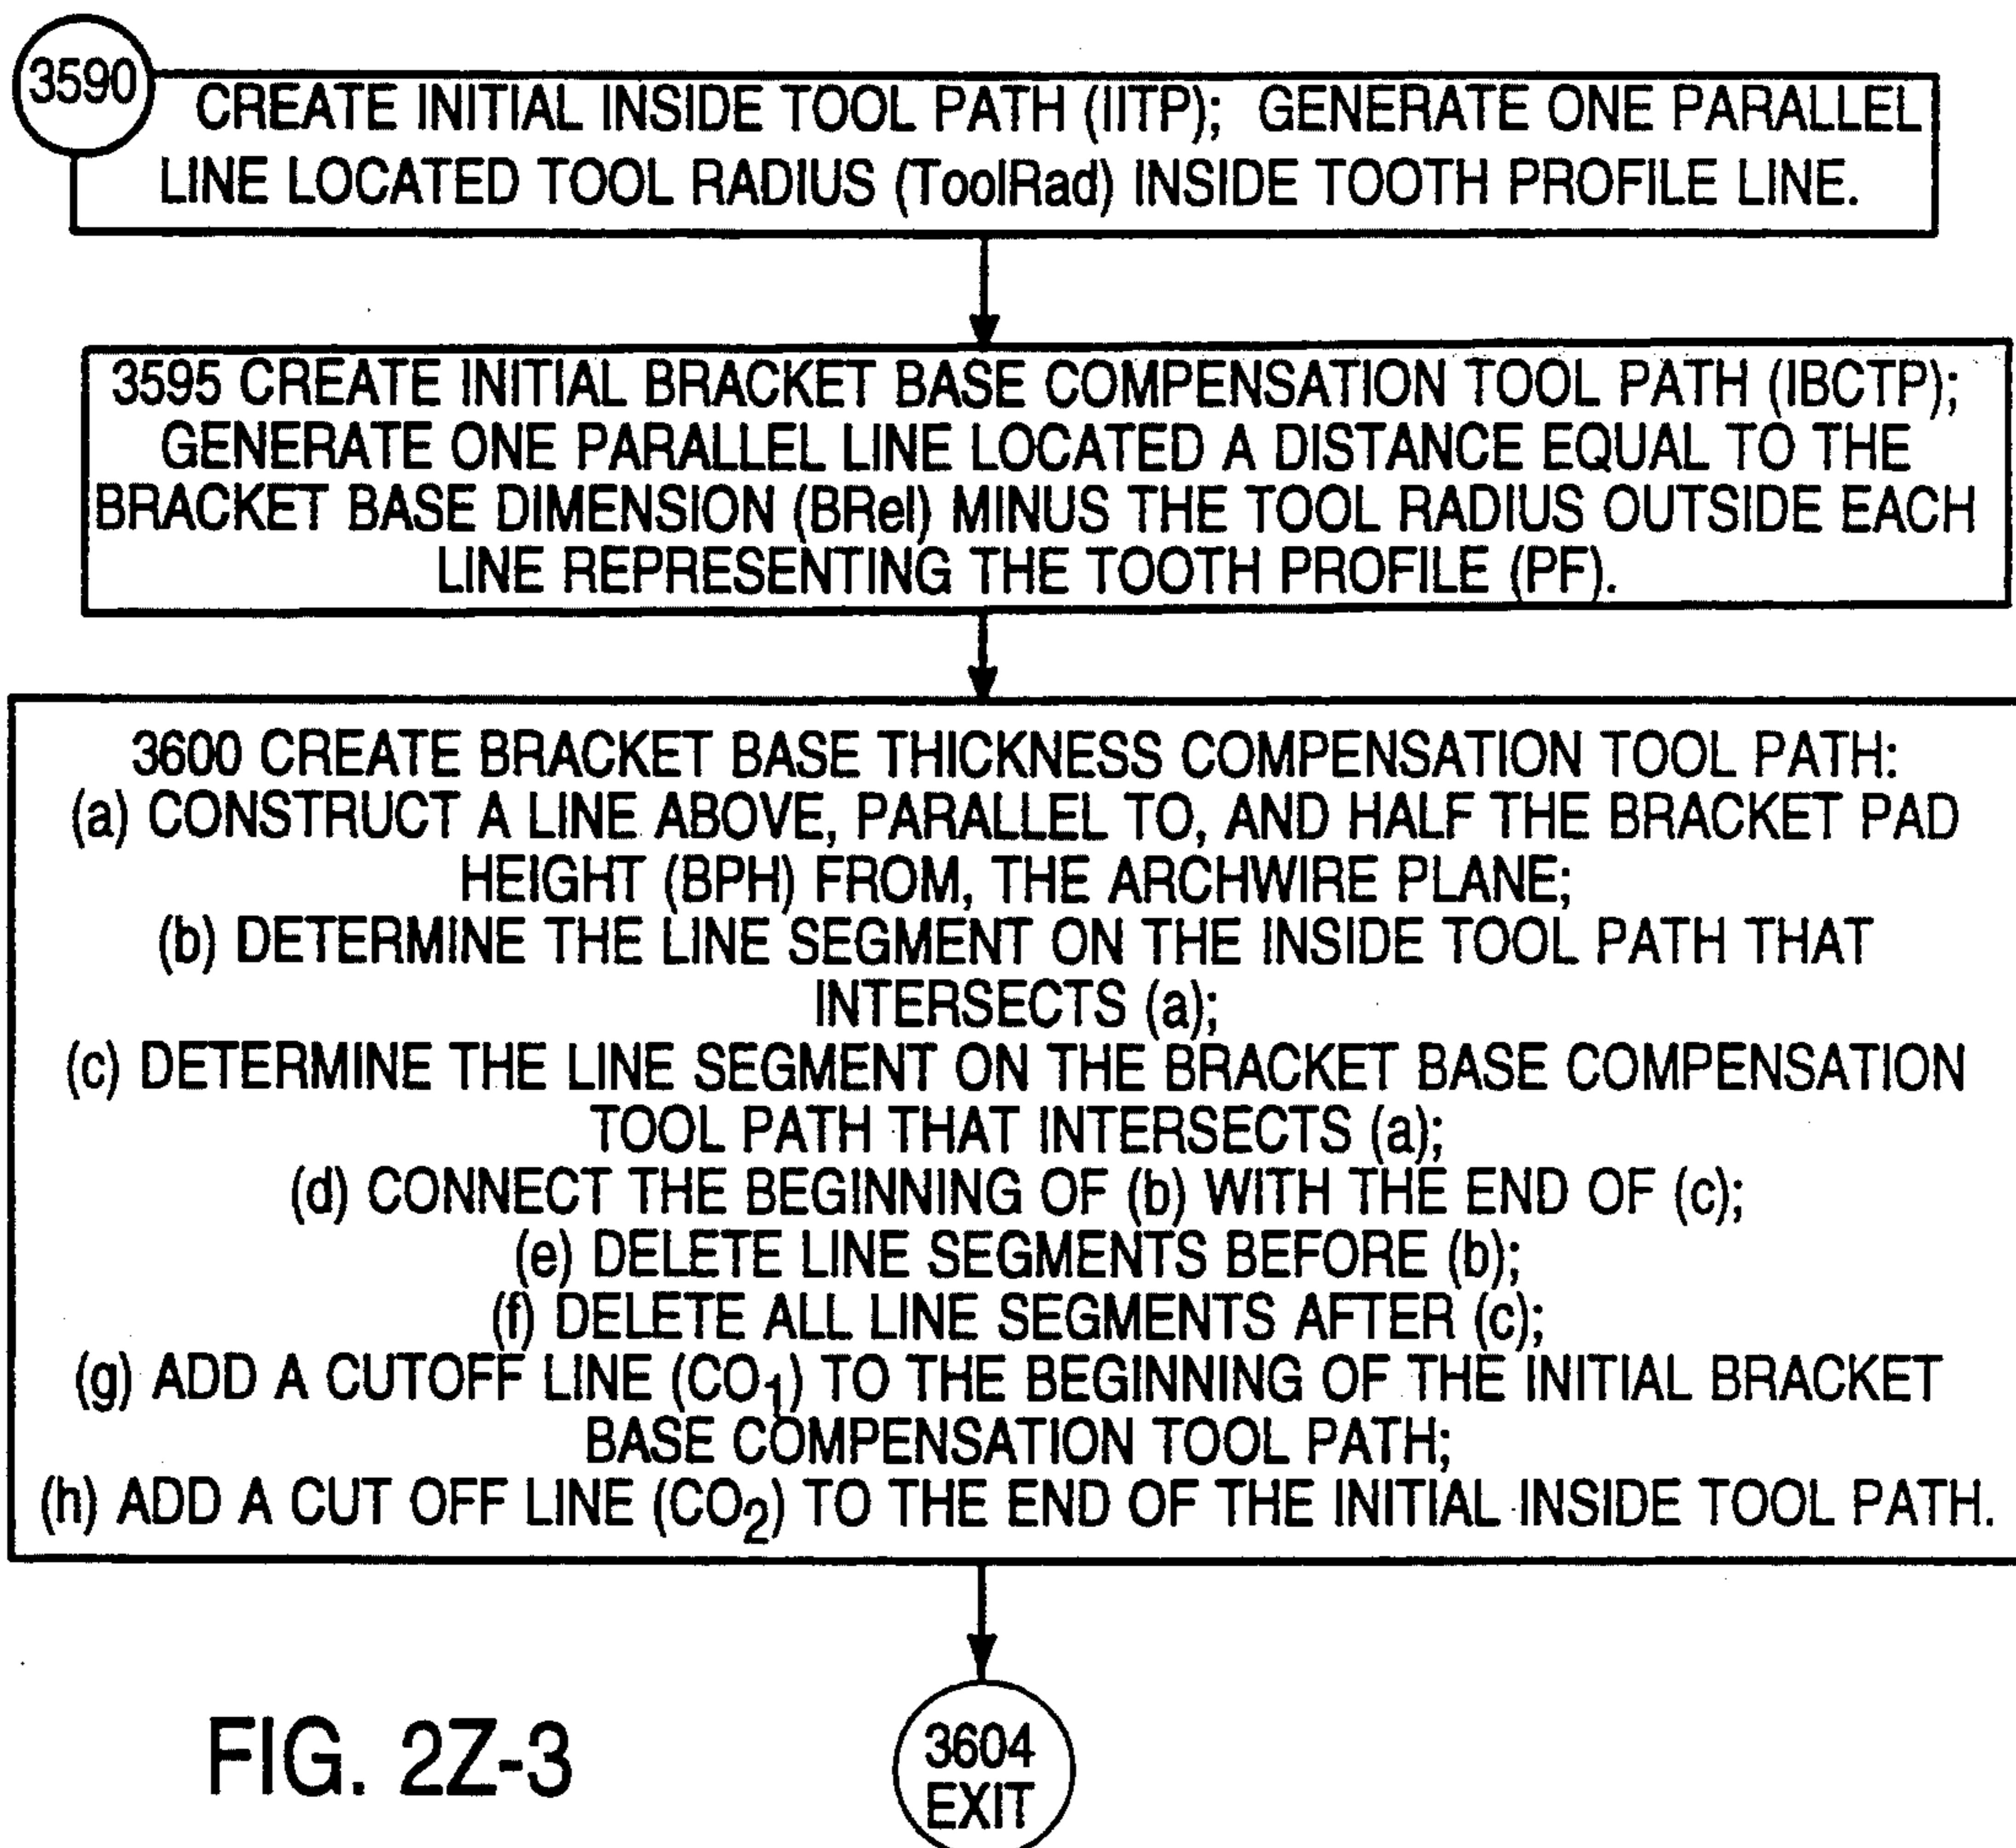 3590
CREATE INITIAL INSIDE TOOL PATH (IITP); GENERATE ONE PARALLEL
LINE LOCATED TOOL RADIUS (ToolRad) INSIDE TOOTH PROFILE LINE.
3595 CREATE INITIAL BRACKET BASE COMPENSATION TOOL PATH (IBCTP);
GENERATE ONE PARALLEL LINE LOCATED A DISTANCE EQUAL TO THE
BRACKET BASE DIMENSION (BRel) MINUS THE TOOL RADIUS OUTSIDE EACH
LINE REPRESENTING THE TOOTH PROFILE (PF).
3600 CREATE BRACKET BASE THICKNESS COMPENSATION TOOL PATH:
(a) CONSTRUCT A LINE ABOVE, PARALLEL TO, AND HALF THE BRACKET PAD
HEIGHT (BPH) FROM, THE ARCHWIRE PLANE;
(b) DETERMINE THE LINE SEGMENT ON THE INSIDE TOOL PATH THAT
INTERSECTS (a);
(c) DETERMINE THE LINE SEGMENT ON THE BRACKET BASE COMPENSATION
TOOL PATH THAT INTERSECTS (a);
(d) CONNECT THE BEGINNING OF (b) WITH THE END OF (c);
(e) DELETE LINE SEGMENTS BEFORE (b);
(f) DELETE ALL LINE SEGMENTS AFTER (c);
(g) ADD A CUTOFF LINE (CO₁) TO THE BEGINNING OF THE INITIAL BRACKET
BASE COMPENSATION TOOL PATH;
(h) ADD A CUT OFF LINE (CO₂) TO THE END OF THE INITIAL INSIDE TOOL PATH.
3604
EXIT
FIG. 2Z-3